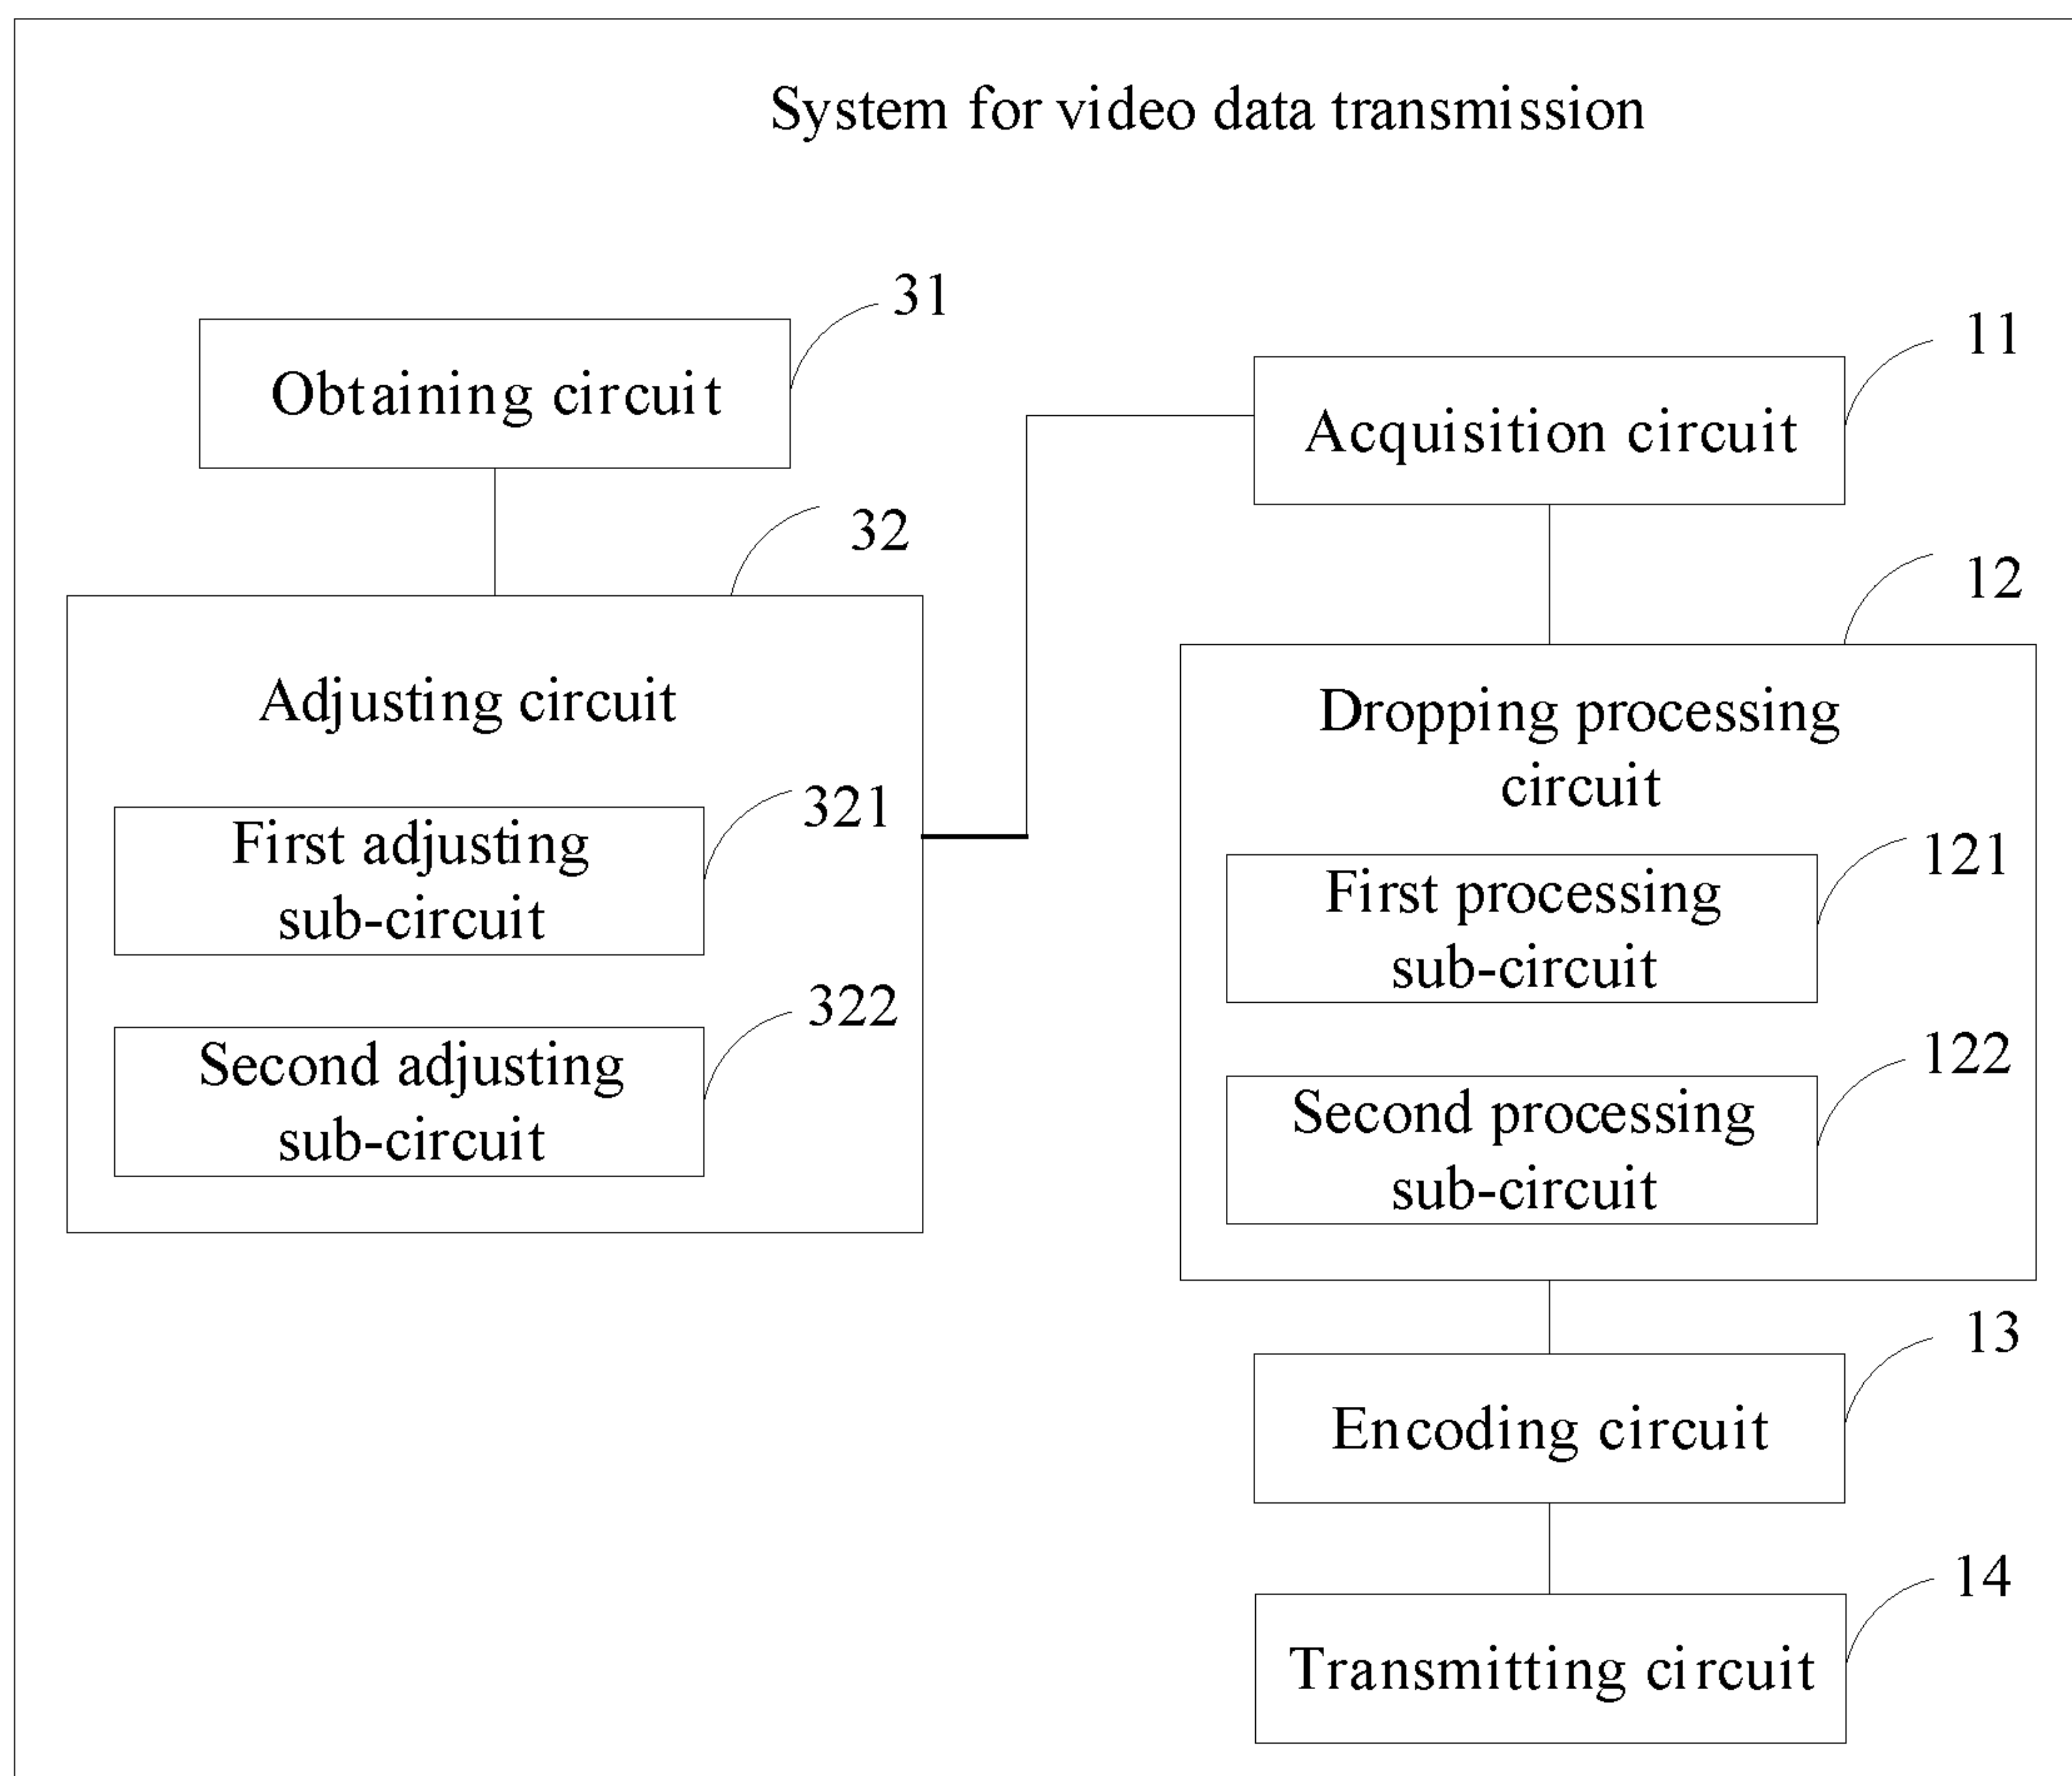 System for video data transmission
31
Obtaining circuit
32
Adjusting circuit
321
First adjusting
sub-circuit
322
Second adjusting
sub-circuit
11
Acquisition circuit
12
Dropping processing
circuit
121
First processing
sub-circuit
122
Second processing
sub-circuit
13
Encoding circuit
14
Transmitting circuit